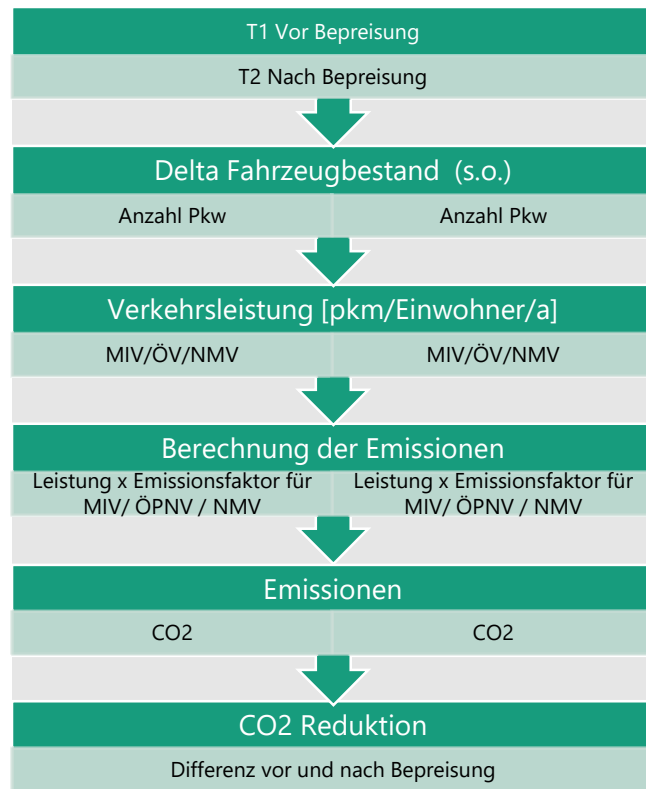 T1 Vor Bepreisung
T2 Nach Bepreisung
Delta Fahrzeugbestand (s.o.)
Anzahl Pkw
Anzahl Pkw
Verkehrsleistung [pkm/Einwohner/a]
MIV/ÖV/NMV
MIV/ÖV/NMV
Berechnung der Emissionen
Leistung x Emissionsfaktor für
MIV/ ÖPNV / NMV
Leistung x Emissionsfaktor für
MIV/ ÖPNV / NMV
Emissionen
CO2
CO2
CO2 Reduktion
Differenz vor und nach Bepreisung